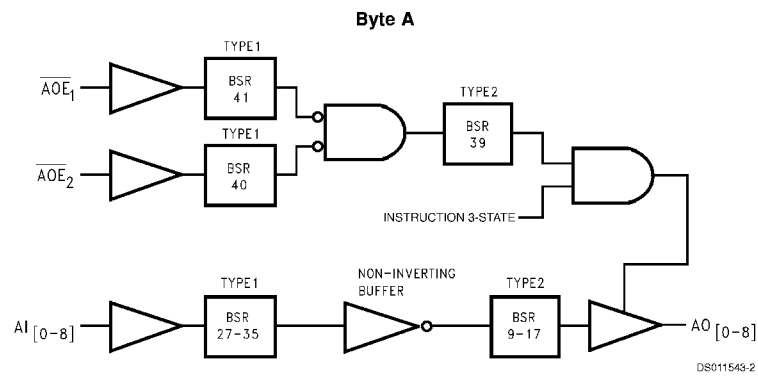 Byte A
TYPE1
AOE1
BSR
41
TYPE2
BSR
39
TYPE1
AOE2
BSR
40
INSTRUCTION 3-STATE
NON-INVERTING
BUFFER
TYPE1
TYPE2
AI [0-8]
BSR
27-35
BSR
9-17
AO [0-8]
DS011543-2